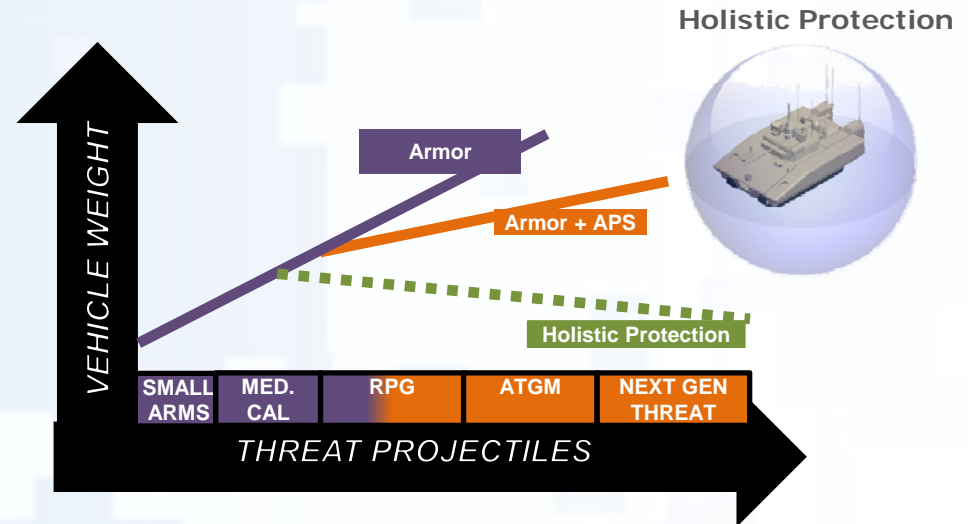 Holistic Protection
VEHICLE WEIGHT
Armor
Armor + APS
Holistic Protection
SMALL
ARMS
MED.
CAL
RPG
ATGM
NEXT GEN
THREAT
THREAT PROJECTILES